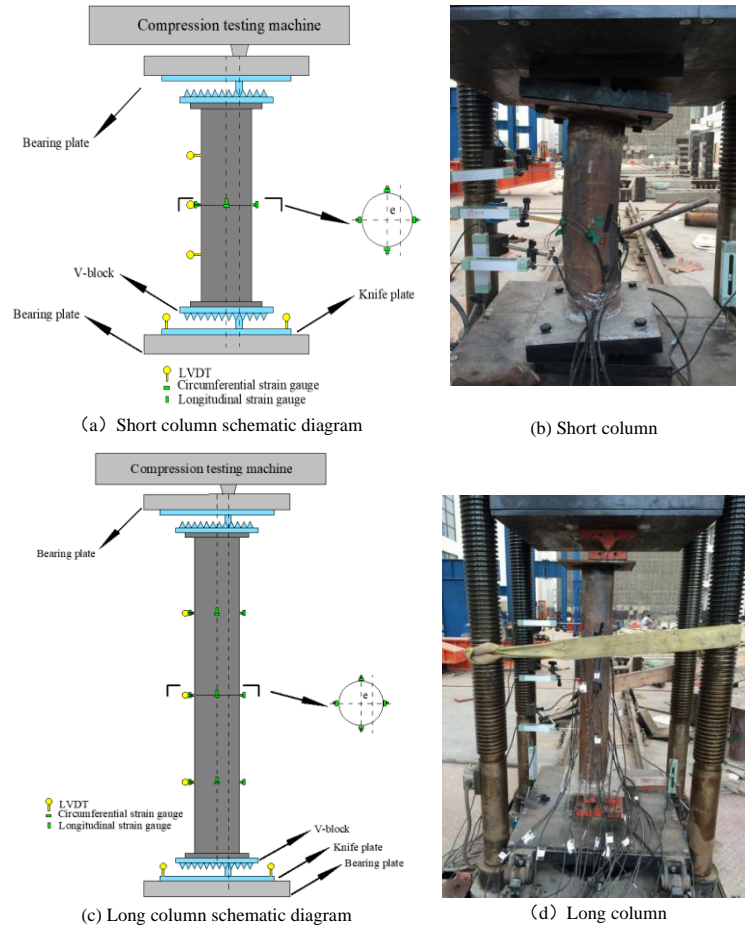 Compression testing machine
Bearing plate
e
V-block
Knife plate
Bearing plate
LVDT
Circumferential strain gauge
Longitudinal strain gauge
（a）Short column schematic diagram
(b) Short column
Compression testing machine
Bearing plate
e
LVDT
Circumferential strain gauge
Longitudinal strain gauge
V-block
Knife plate
Bearing plate
(c) Long column schematic diagram
（d）Long column